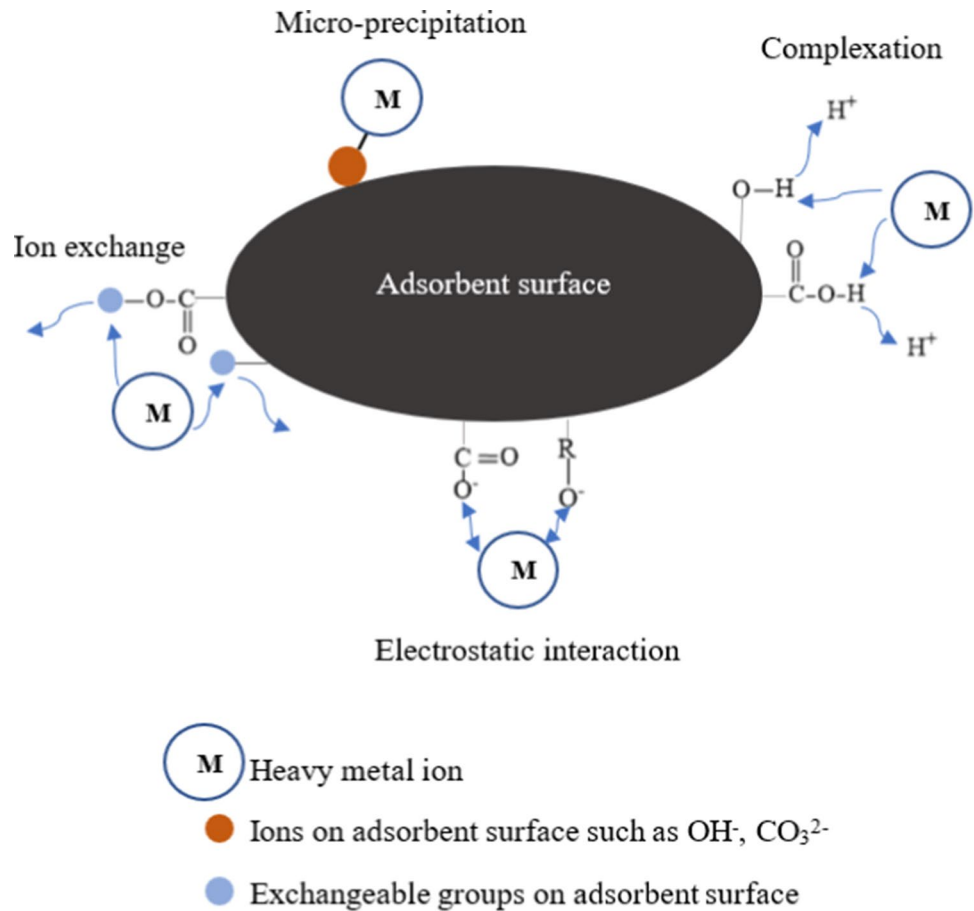 Micro-precipitation
Complexation
M
H⁺
O–H
M
Ion exchange
Adsorbent surface
O
–O-C
C-O-H
O
H⁺
M
C=O
R
O⁻
O⁻
M
Electrostatic interaction
M Heavy metal ion
Ions on adsorbent surface such as OH⁻, CO₃²⁻
Exchangeable groups on adsorbent surface